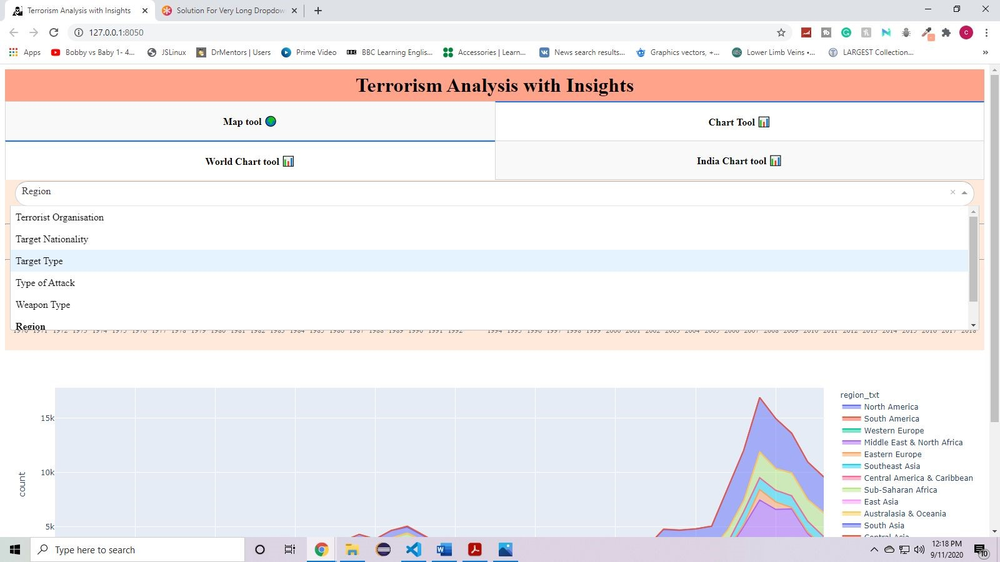 Terrorism Analysis with Insights
Solution For Very Long Dropdow
127.0.0.1:8050
Apps
Bobby vs Baby 1- 4...
JSLinux
DrMentors | Users
Prime Video
BBC Learning Englis...
Accessories | Learn...
News search results...
Graphics vectors, +...
Lower Limb Veins •...
LARGEST Collection...
»
Terrorism Analysis with Insights
Map tool
Chart Tool
World Chart tool
India Chart tool
Region
Terrorist Organisation
Target Nationality
Target Type
Type of Attack
Weapon Type
Region
1970 1971 1972 1973 1974 1975 1976 1977 1978 1979 1980 1981 1982 1983 1984 1985 1986 1987 1988 1989 1990 1991 1992 1994 1995 1996 1997 1998 1999 2000 2001 2002 2003 2004 2005 2006 2007 2008 2009 2010 2011 2012 2013 2014 2015 2016 2017 2018
15k
10k
5k
count
region_txt
North America
South America
Western Europe
Middle East & North Africa
Eastern Europe
Southeast Asia
Central America & Caribbean
Sub-Saharan Africa
East Asia
Australasia & Oceania
South Asia
Central Asia
Type here to search
12:18 PM
9/11/2020
10